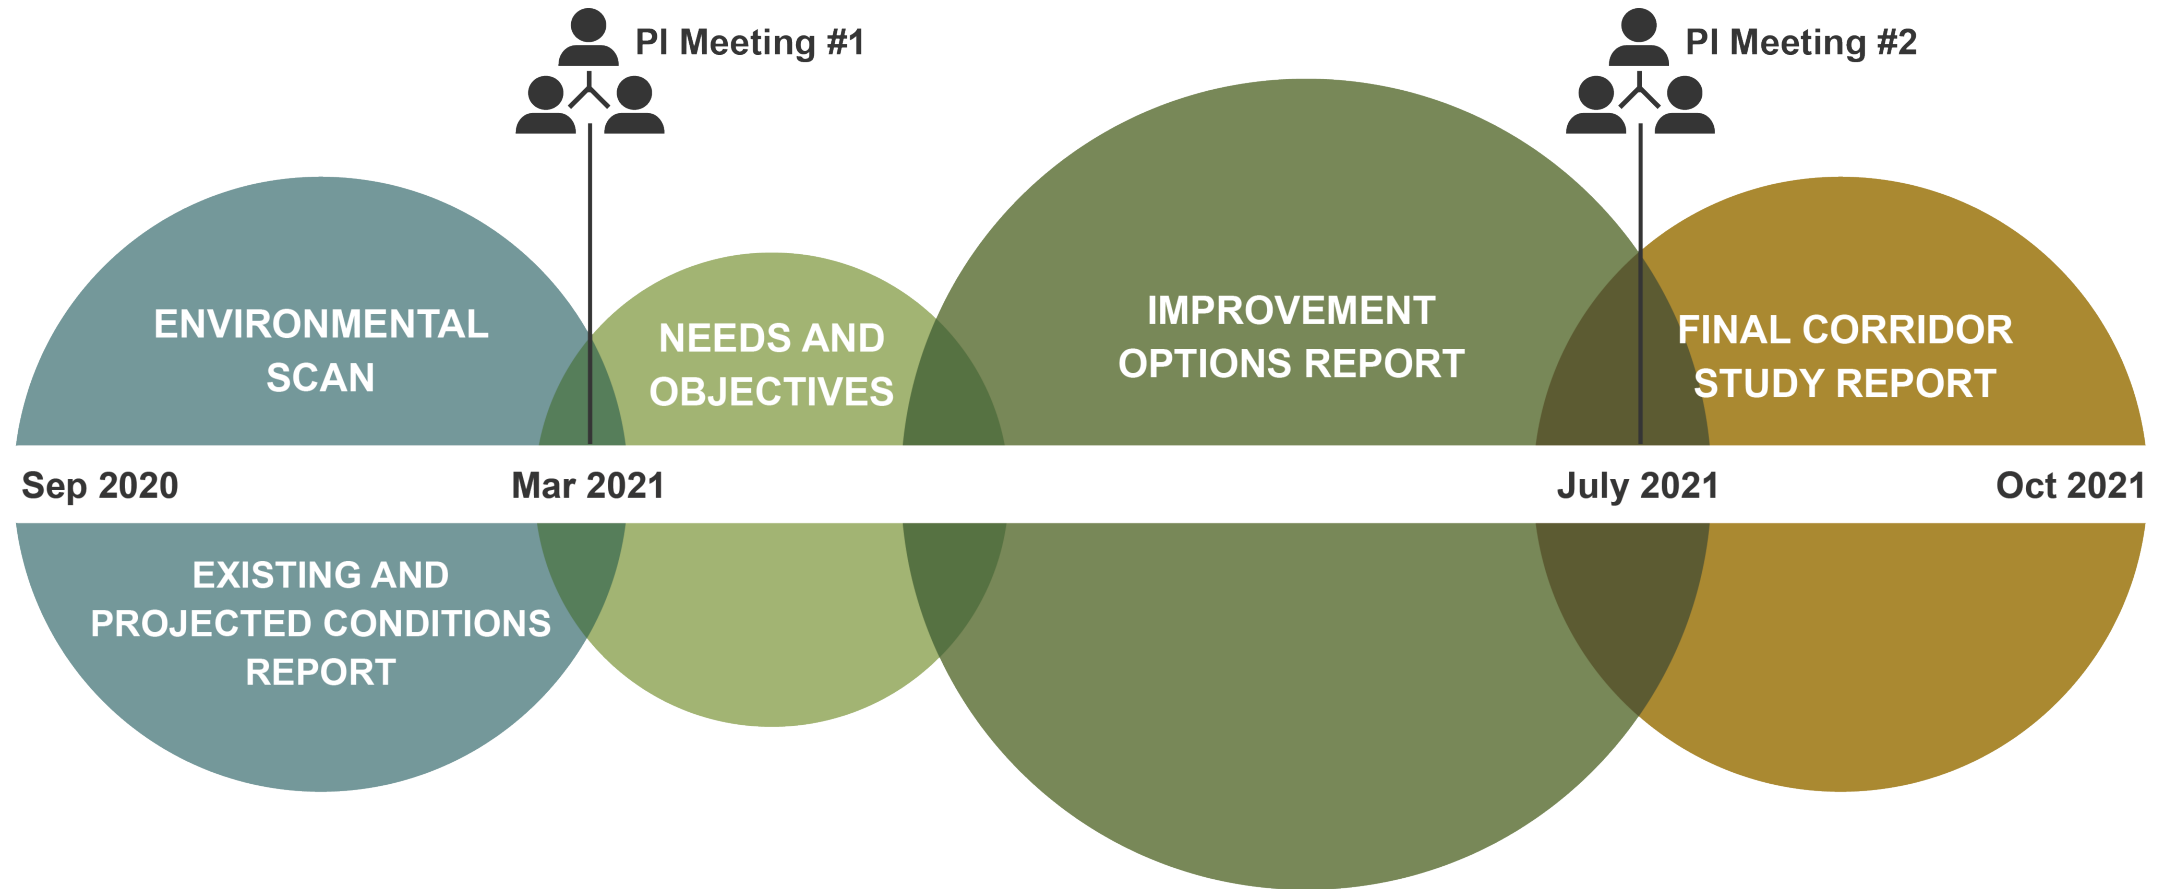 PI Meeting #1
PI Meeting #2
ENVIRONMENTAL
SCAN
NEEDS AND
OBJECTIVES
IMPROVEMENT
OPTIONS REPORT
FINAL CORRIDOR
STUDY REPORT
Sep 2020
Mar 2021
July 2021
Oct 2021
EXISTING AND
PROJECTED CONDITIONS
REPORT